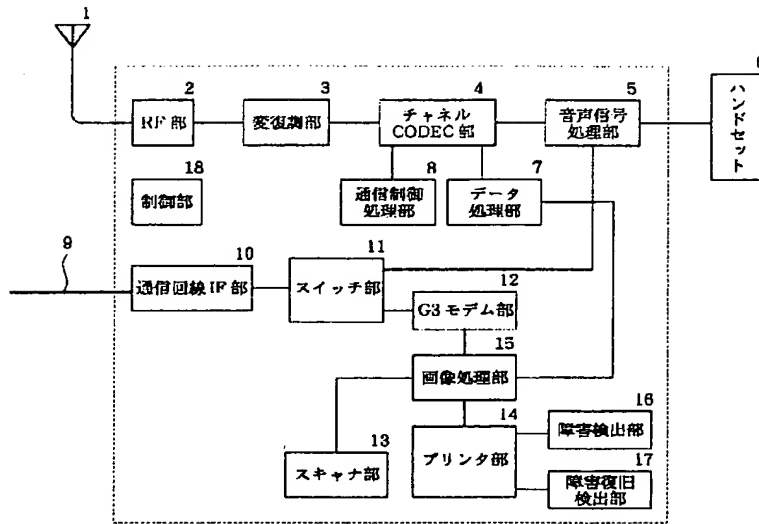 1
2
3
4
5
RF部
変復調部
チャネル
CODEC部
音声信号
処理部
ハンドセット
18
8
7
制御部
通信制御
処理部
データ
処理部
9
10
11
通信回線IF部
スイッチ部
12
G3モデム部
15
画像処理部
14
16
プリンタ部
障害検出部
13
スキャナ部
17
障害復旧
検出部